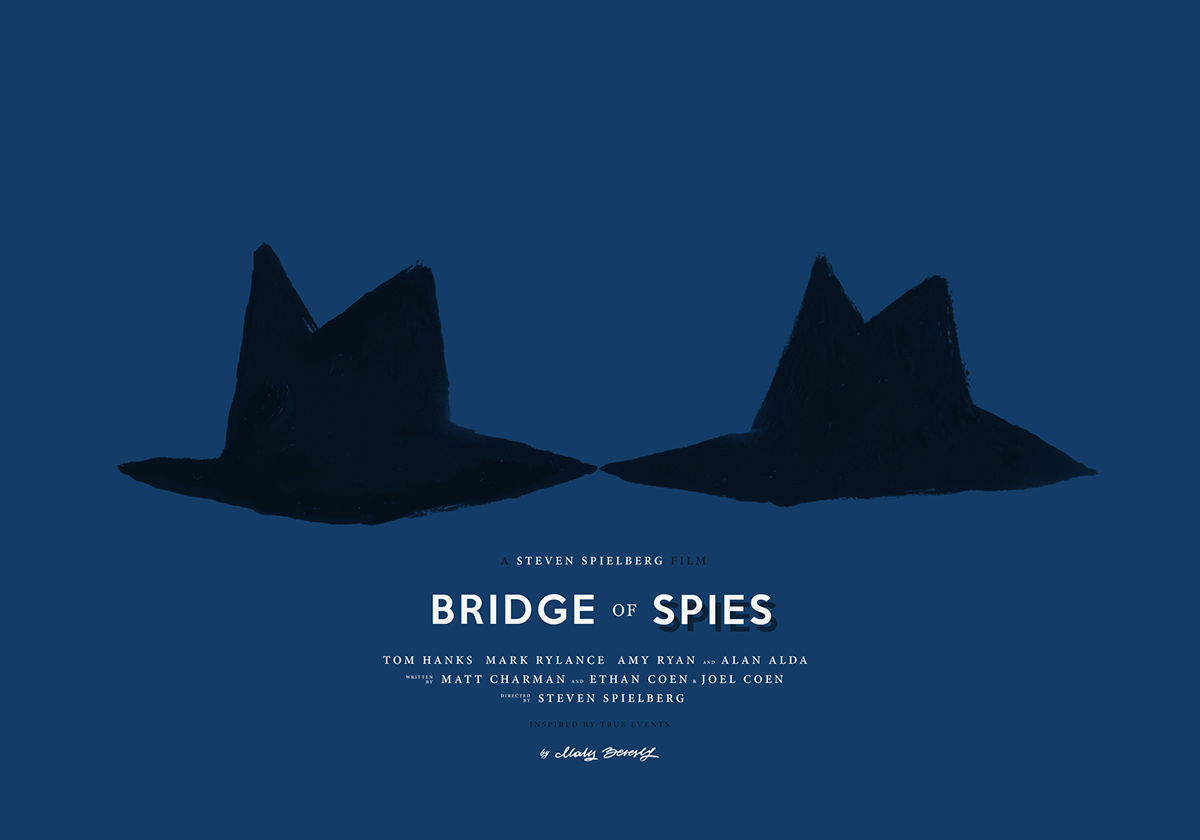 A STEVEN SPIELBERG FILM
BRIDGE OF SPIES
TOM HANKS MARK RYLANCE AMY RYAN AND ALAN ALDA
WRITTEN BY MATT CHARMAN AND ETHAN COEN & JOEL COEN
DIRECTED BY STEVEN SPIELBERG
INSPIRED BY TRUE EVENTS
by